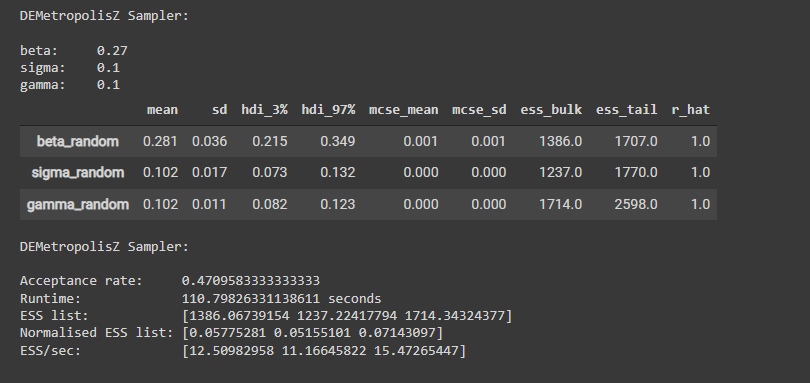 DEMetropolisZ Sampler:
beta: 0.27
sigma: 0.1
gamma: 0.1
mean sd hdi_3% hdi_97% mcse_mean mcse_sd ess_bulk ess_tail r_hat
beta_random 0.281 0.036 0.215 0.349 0.001 0.001 1386.0 1707.0 1.0
sigma_random 0.102 0.017 0.073 0.132 0.000 0.000 1237.0 1770.0 1.0
gamma_random 0.102 0.011 0.082 0.123 0.000 0.000 1714.0 2598.0 1.0
DEMetropolisZ Sampler:
Acceptance rate: 0.4709583333333333
Runtime: 110.79826331138611 seconds
ESS list: [1386.06739154 1237.22417794 1714.34324377]
Normalised ESS list: [0.05775281 0.05155101 0.07143097]
ESS/sec: [12.50982958 11.16645822 15.47265447]